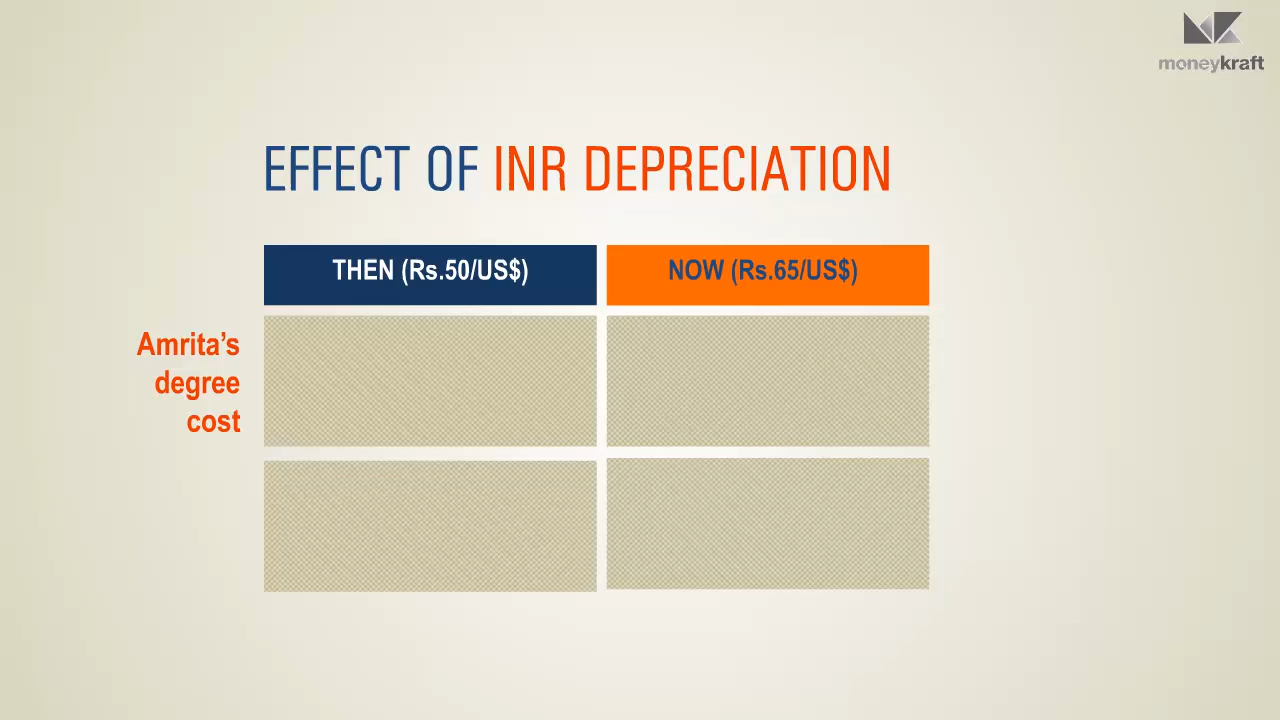 moneykraft
EFFECT OF INR DEPRECIATION
THEN (Rs.50/US$)
NOW (Rs.65/US$)
Amrita’s
degree
cost